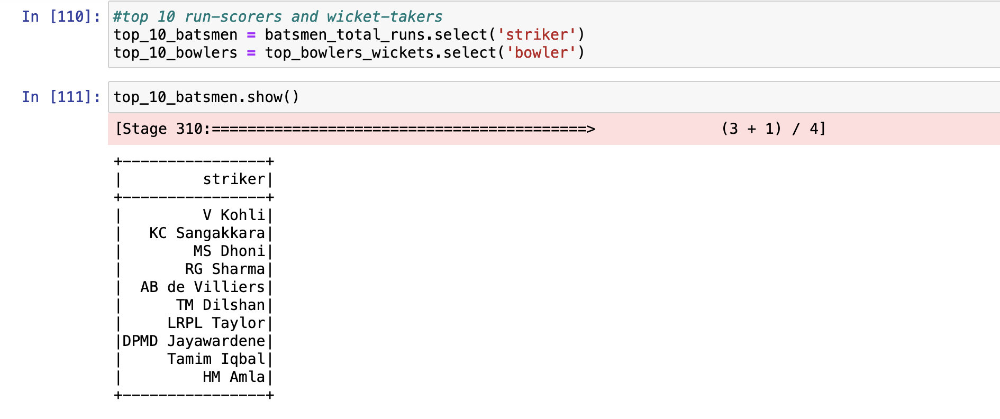 In [110]: #top 10 run-scorers and wicket-takers
top_10_batsmen = batsmen_total_runs.select('striker')
top_10_bowlers = top_bowlers_wickets.select('bowler')
In [111]: top_10_batsmen.show()
[Stage 310:==========================================>              (3 + 1) / 4]
+----------------+
|         striker|
+----------------+
|         V Kohli|
|   KC Sangakkara|
|        MS Dhoni|
|       RG Sharma|
|  AB de Villiers|
|      TM Dilshan|
|     LRPL Taylor|
|DPMD Jayawardene|
|     Tamim Iqbal|
|         HM Amla|
+----------------+